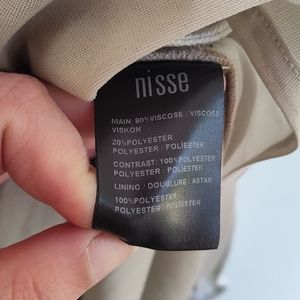 nisse
MAIN: 80%VISCOSE / VISCOSE
VISKON
20%POLYESTER
POLYESTER / POLIESTER
CONTRAST: 100%POLYESTER
POLYESTER / POLIESTER
LINING / DOUBLURE / ASTAR
100%POLYESTER
POLYESTER / POLIESTER